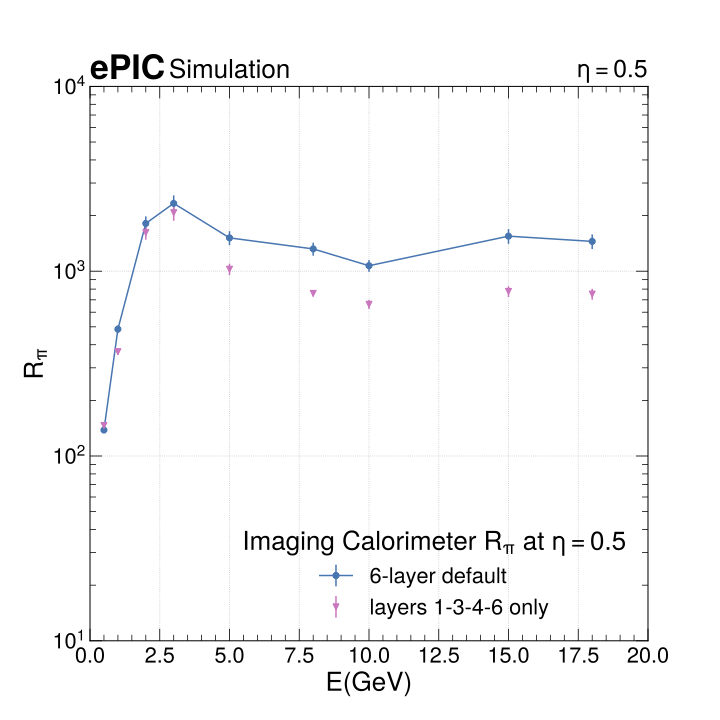 ePIC Simulation η = 0.5
10⁴
10³
10²
10¹
Rπ
0.0 2.5 5.0 7.5 10.0 12.5 15.0 17.5 20.0
E(GeV)
Imaging Calorimeter Rπ at η = 0.5
6-layer default
layers 1-3-4-6 only